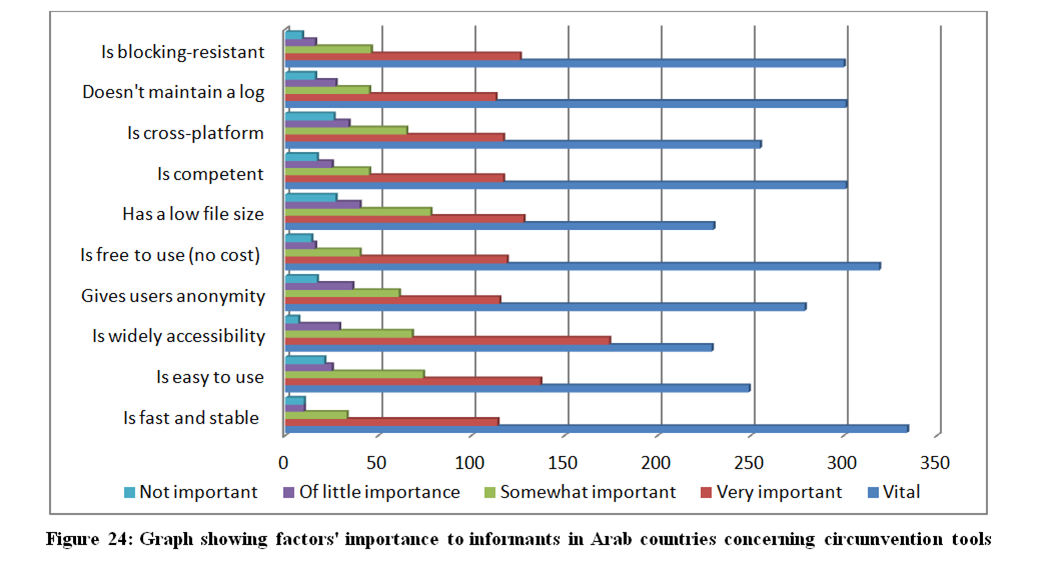 Is blocking-resistant
Doesn't maintain a log
Is cross-platform
Is competent
Has a low file size
Is free to use (no cost)
Gives users anonymity
Is widely accessibility
Is easy to use
Is fast and stable
0 50 100 150 200 250 300 350
Not important Of little importance Somewhat important Very important Vital
Figure 24: Graph showing factors' importance to informants in Arab countries concerning circumvention tools